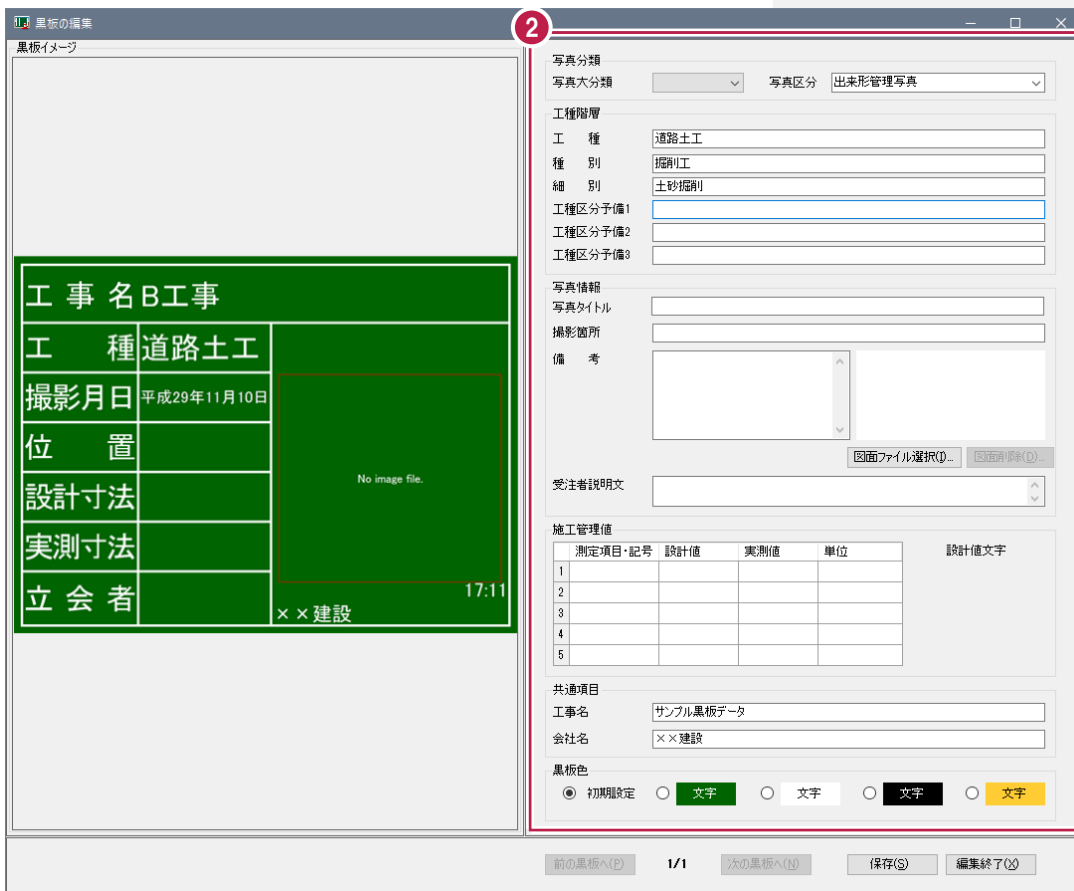 黒板の編集
2
黒板イメージ
工 事 名 B工事
工 種 道路土工
撮影月日 平成29年11月10日
位 置
No image file.
設計寸法
実測寸法
立 会 者
17:11
××建設
写真分類
写真大分類 写真区分 出来形管理写真
工種階層
工 種 道路土工
種 別 掘削工
細 別 土砂掘削
工種区分予備1
工種区分予備2
工種区分予備3
写真情報
写真タイトル
撮影箇所
備 考
図面ファイル選択(I)... 図面削除(D)...
受注者説明文
施工管理値
測定項目・記号 設計値 実測値 単位 設計値文字
1
2
3
4
5
共通項目
工事名 サンプル黒板データ
会社名 ××建設
黒板色
初期設定 文字 文字 文字 文字
前の黒板へ(P) 1/1 次の黒板へ(N) 保存(S) 編集終了(X)